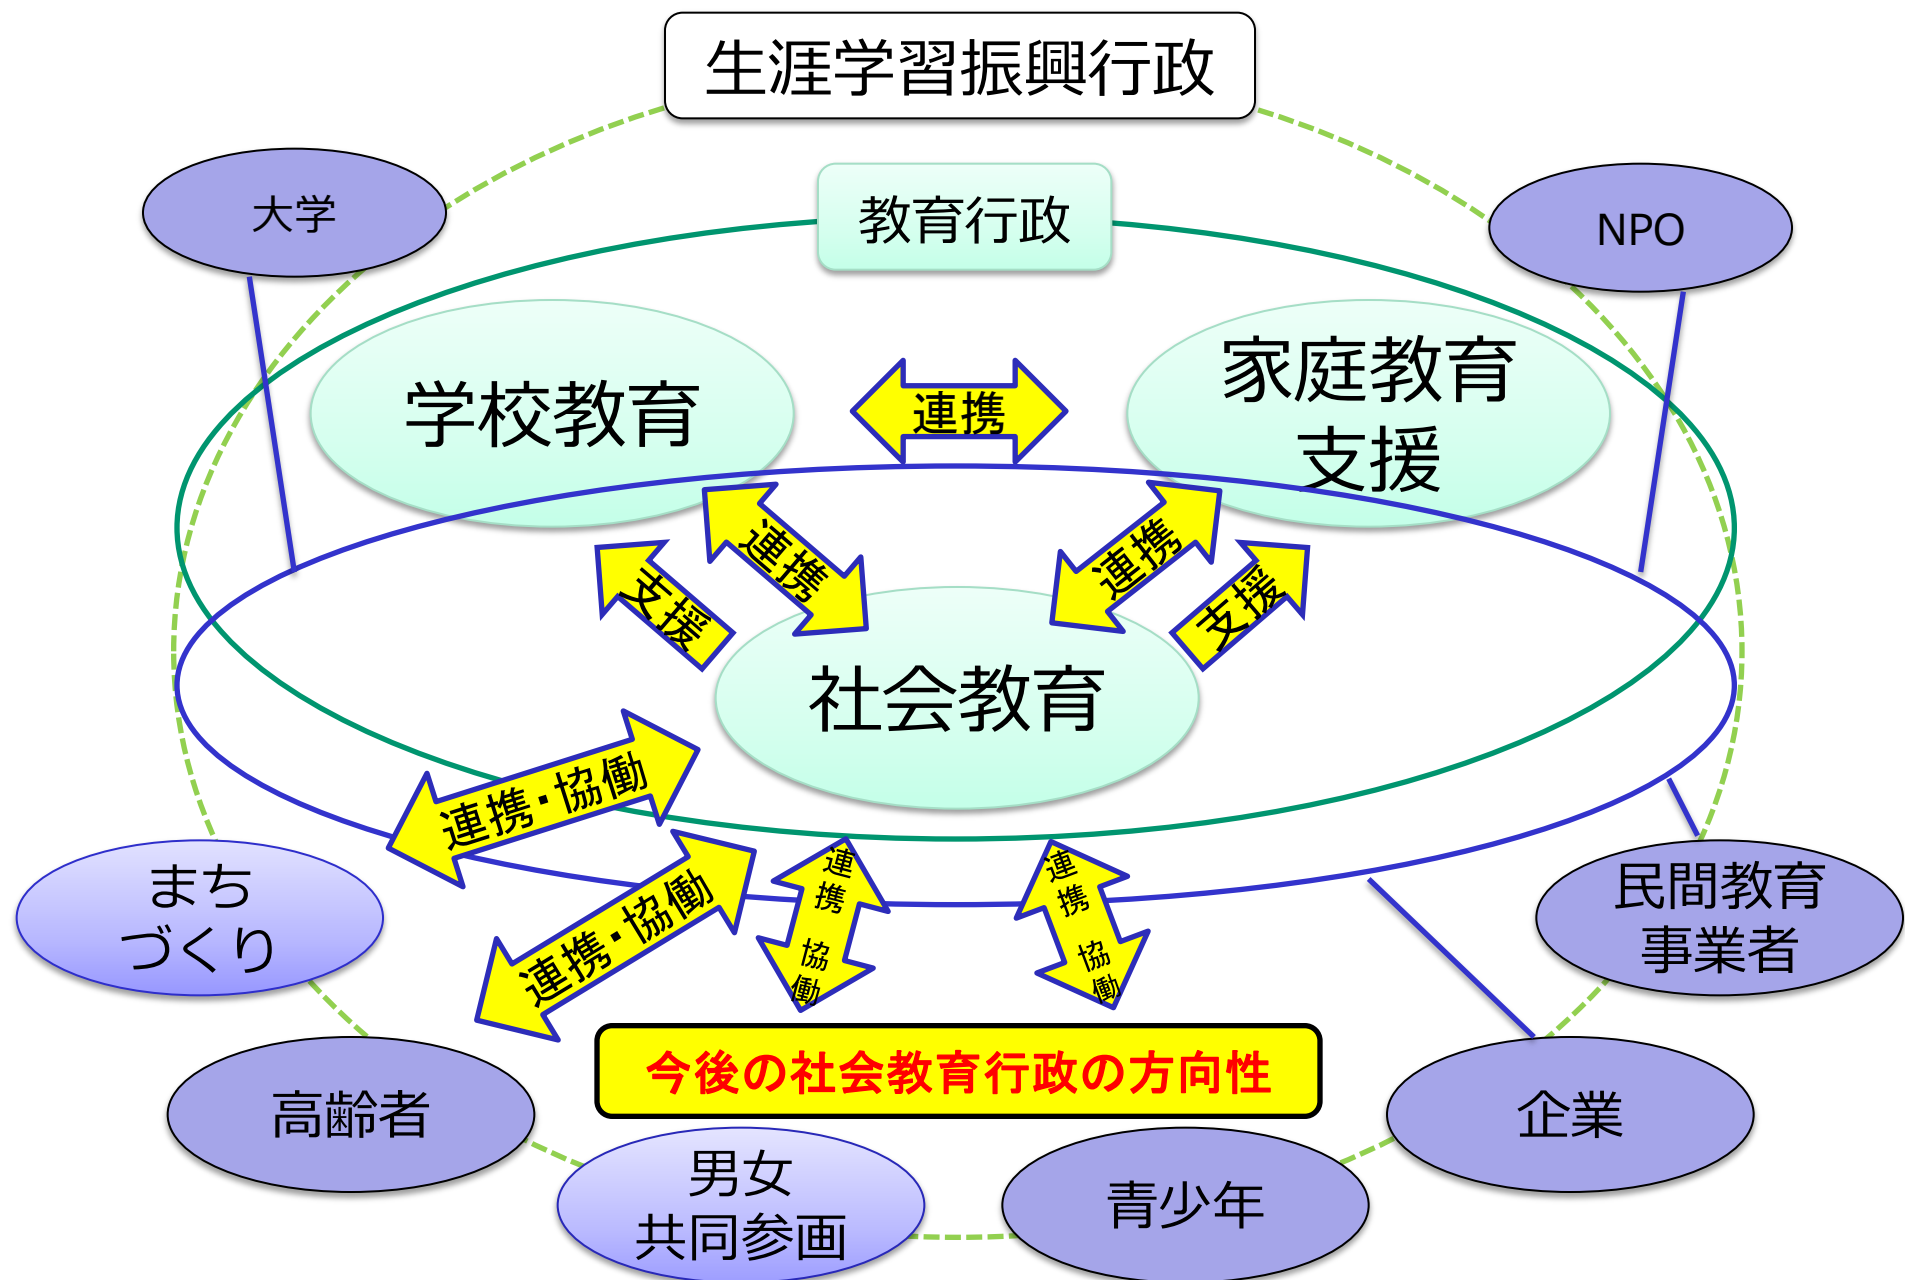 生涯学習振興行政
教育行政
大学
NPO
学校教育
連携
家庭教育
支援
連携
支援
連携
支援
社会教育
連携・協働
連携・協働
連携
協働
連携
協働
まち
づくり
民間教育
事業者
今後の社会教育行政の方向性
高齢者
企業
男女
共同参画
青少年